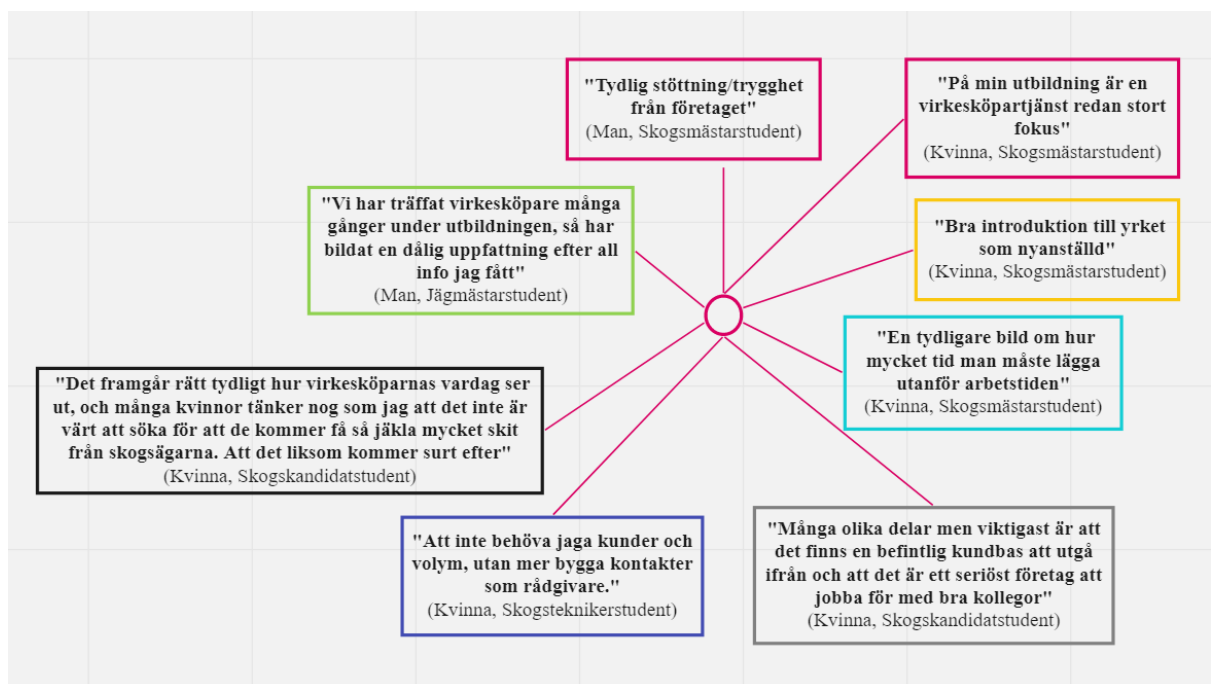 "Tydlig stöttning/trygghet
från företaget"
(Man, Skogsmästarstudent)
"På min utbildning är en
virkesköpartjänst redan stort
fokus"
(Kvinna, Skogsmästarstudent)
"Vi har träffat virkesköpare många
gånger under utbildningen, så har
bildat en dålig uppfattning efter all
info jag fått"
(Man, Jägmästarstudent)
"Bra introduktion till yrket
som nyanställd"
(Kvinna, Skogsmästarstudent)
"En tydligare bild om hur
mycket tid man måste lägga
utanför arbetstiden"
(Kvinna, Skogsmästarstudent)
"Det framgår rätt tydligt hur virkesköparnas vardag ser
ut, och många kvinnor tänker nog som jag att det inte är
värt att söka för att de kommer få så jäkla mycket skit
från skogsägarna. Att det liksom kommer surt efter"
(Kvinna, Skogskandidatstudent)
"Att inte behöva jaga kunder och
volym, utan mer bygga kontakter
som rådgivare."
(Kvinna, Skogsteknikerstudent)
"Många olika delar men viktigast är att
det finns en befintlig kundbas att utgå
ifrån och att det är ett seriöst företag att
jobba för med bra kollegor"
(Kvinna, Skogskandidatstudent)